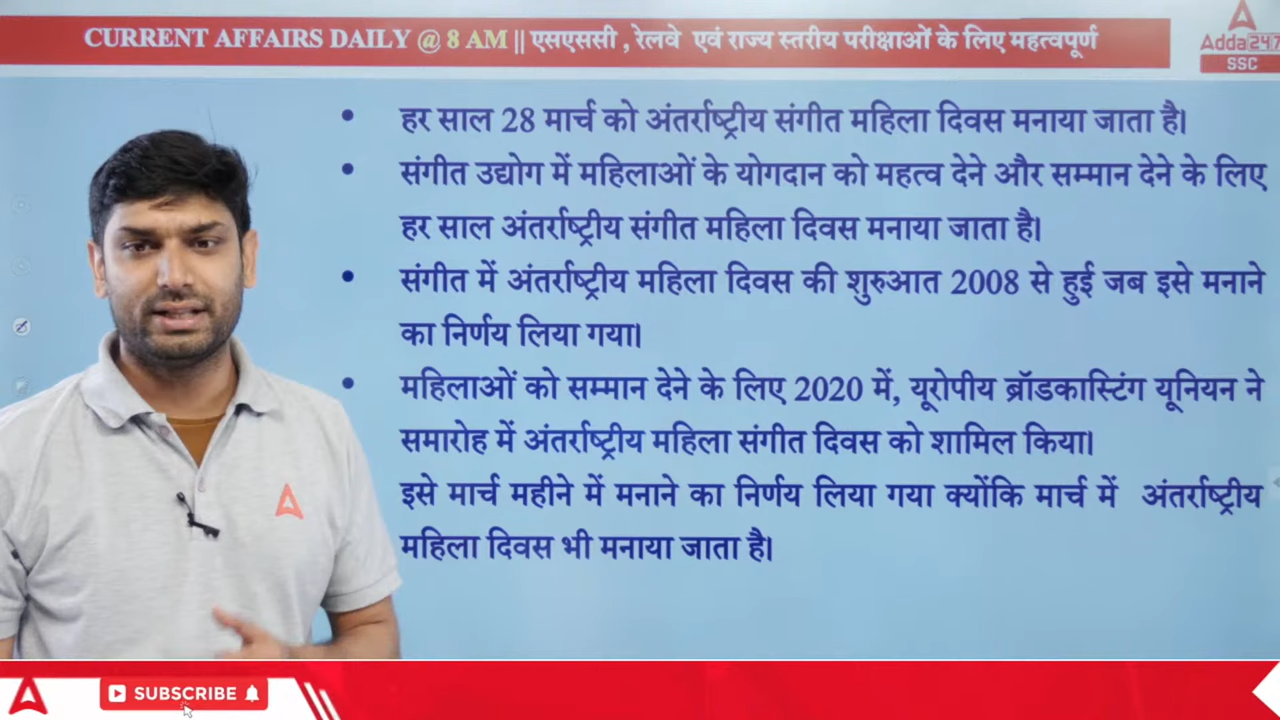 CURRENT AFFAIRS DAILY @ 8 AM || एसएससी , रेलवे एवं राज्य स्तरीय परीक्षाओं के लिए महत्वपूर्ण
Adda247
SSC
• हर साल 28 मार्च को अंतर्राष्ट्रीय संगीत महिला दिवस मनाया जाता है।
• संगीत उद्योग में महिलाओं के योगदान को महत्व देने और सम्मान देने के लिए
हर साल अंतर्राष्ट्रीय संगीत महिला दिवस मनाया जाता है।
• संगीत में अंतर्राष्ट्रीय महिला दिवस की शुरुआत 2008 से हुई जब इसे मनाने
का निर्णय लिया गया।
• महिलाओं को सम्मान देने के लिए 2020 में, यूरोपीय ब्रॉडकास्टिंग यूनियन ने
समारोह में अंतर्राष्ट्रीय महिला संगीत दिवस को शामिल किया।
इसे मार्च महीने में मनाने का निर्णय लिया गया क्योंकि मार्च में अंतर्राष्ट्रीय
महिला दिवस भी मनाया जाता है।
SUBSCRIBE